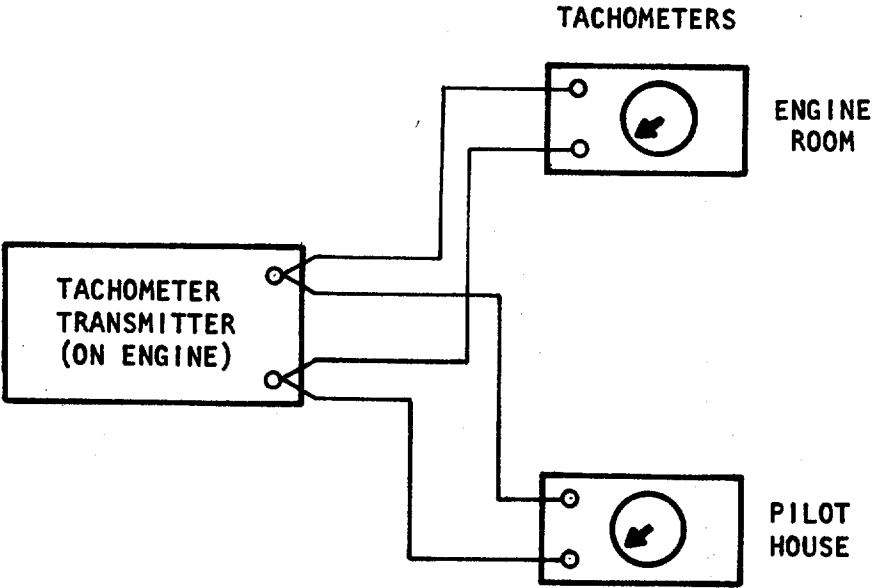 TACHOMETERS
ENGINE
ROOM
TACHOMETER
TRANSMITTER
(ON ENGINE)
PILOT
HOUSE